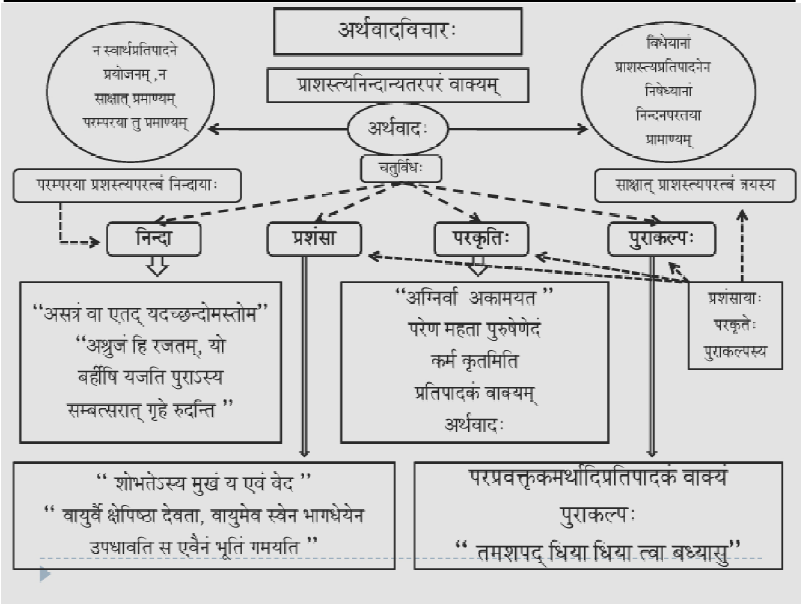 अर्थवादविचारः
न स्वार्थप्रतिपादने
प्रयोजनम् ,न
साक्षात् प्रमाण्यम्
परम्परया तु प्रमाण्यम्
प्राशस्त्यनिन्दान्यतरपरं वाक्यम्
विधेयानां
प्राशस्त्यप्रतिपादनेन
निषेध्यानां
निन्दनपरतया
प्रामाण्यम्
अर्थवादः
चतुर्विधः
परम्परया प्रशस्त्यपरत्बं निन्दायाः
साक्षात् प्राशस्त्यपरत्बं त्रयस्य
निन्दा
प्रशंसा
परकृतिः
पुराकल्पः
“असत्रं वा एतद् यदच्छन्दोमस्तोम”
“अश्रुजं हि रजतम्, यो
बर्हीषि यजति पुराऽस्य
सम्बत्सरात् गृहे रुदन्ति ”
“अग्निर्वा अकामयत ”
परेण महता पुरुषेणेदं
कर्म कृतमिति
प्रतिपादकं वाक्यम्
अर्थवादः
प्रशंसायाः
परकृतेः
पुराकल्पस्य
“ शोभतेऽस्य मुखं य एवं वेद ”
“ वायुर्वै क्षेपिष्ठा देवता, वायुमेव स्वेन भागधेयेन
उपधावति स एवैनं भूतिं गमयति ”
परप्रवक्तृकमर्थादिप्रतिपादकं वाक्यं
पुराकल्पः
“ तमशपद् धिया धिया त्वा बध्यासु”